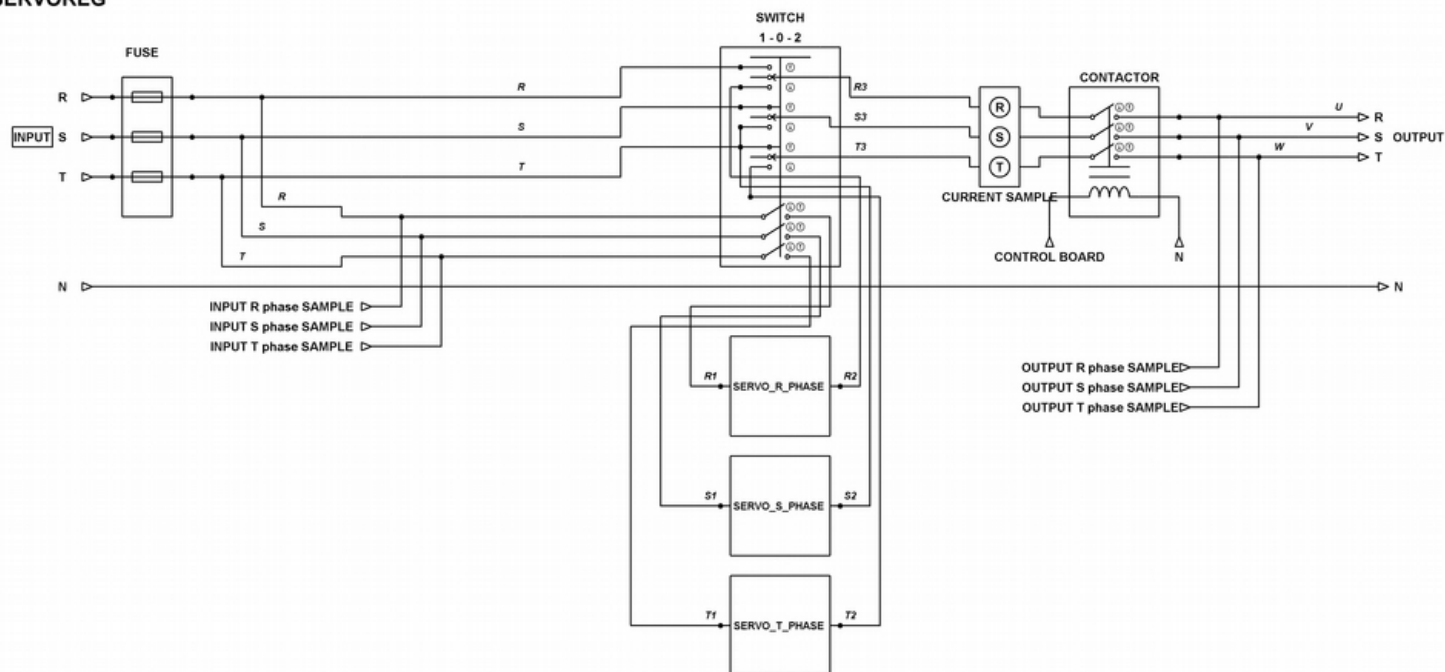 SERVOREG
SWITCH
1 - 0 - 2
FUSE
CONTACTOR
R
R
R3
R
U
R
INPUT
S
S
S3
S
V
S
OUTPUT
T
T
T3
T
W
T
R
CURRENT SAMPLE
S
T
CONTROL BOARD
N
N
N
INPUT R phase SAMPLE
INPUT S phase SAMPLE
INPUT T phase SAMPLE
OUTPUT R phase SAMPLE
OUTPUT S phase SAMPLE
OUTPUT T phase SAMPLE
R1
SERVO_R_PHASE
R2
S1
SERVO_S_PHASE
S2
T1
SERVO_T_PHASE
T2